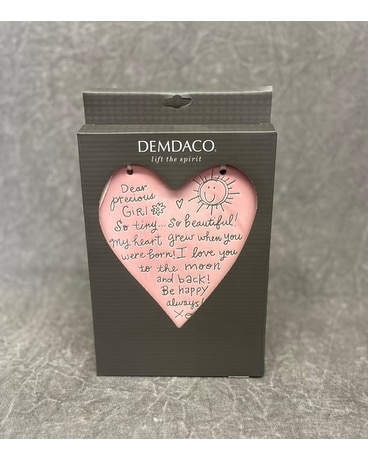 DEMDACO
lift the spirit
Dear
precious
GiRl
So tiny... So beautiful!
My heart grew when you
were born! I love you
to the moon
and back!
Be happy
always!
XO